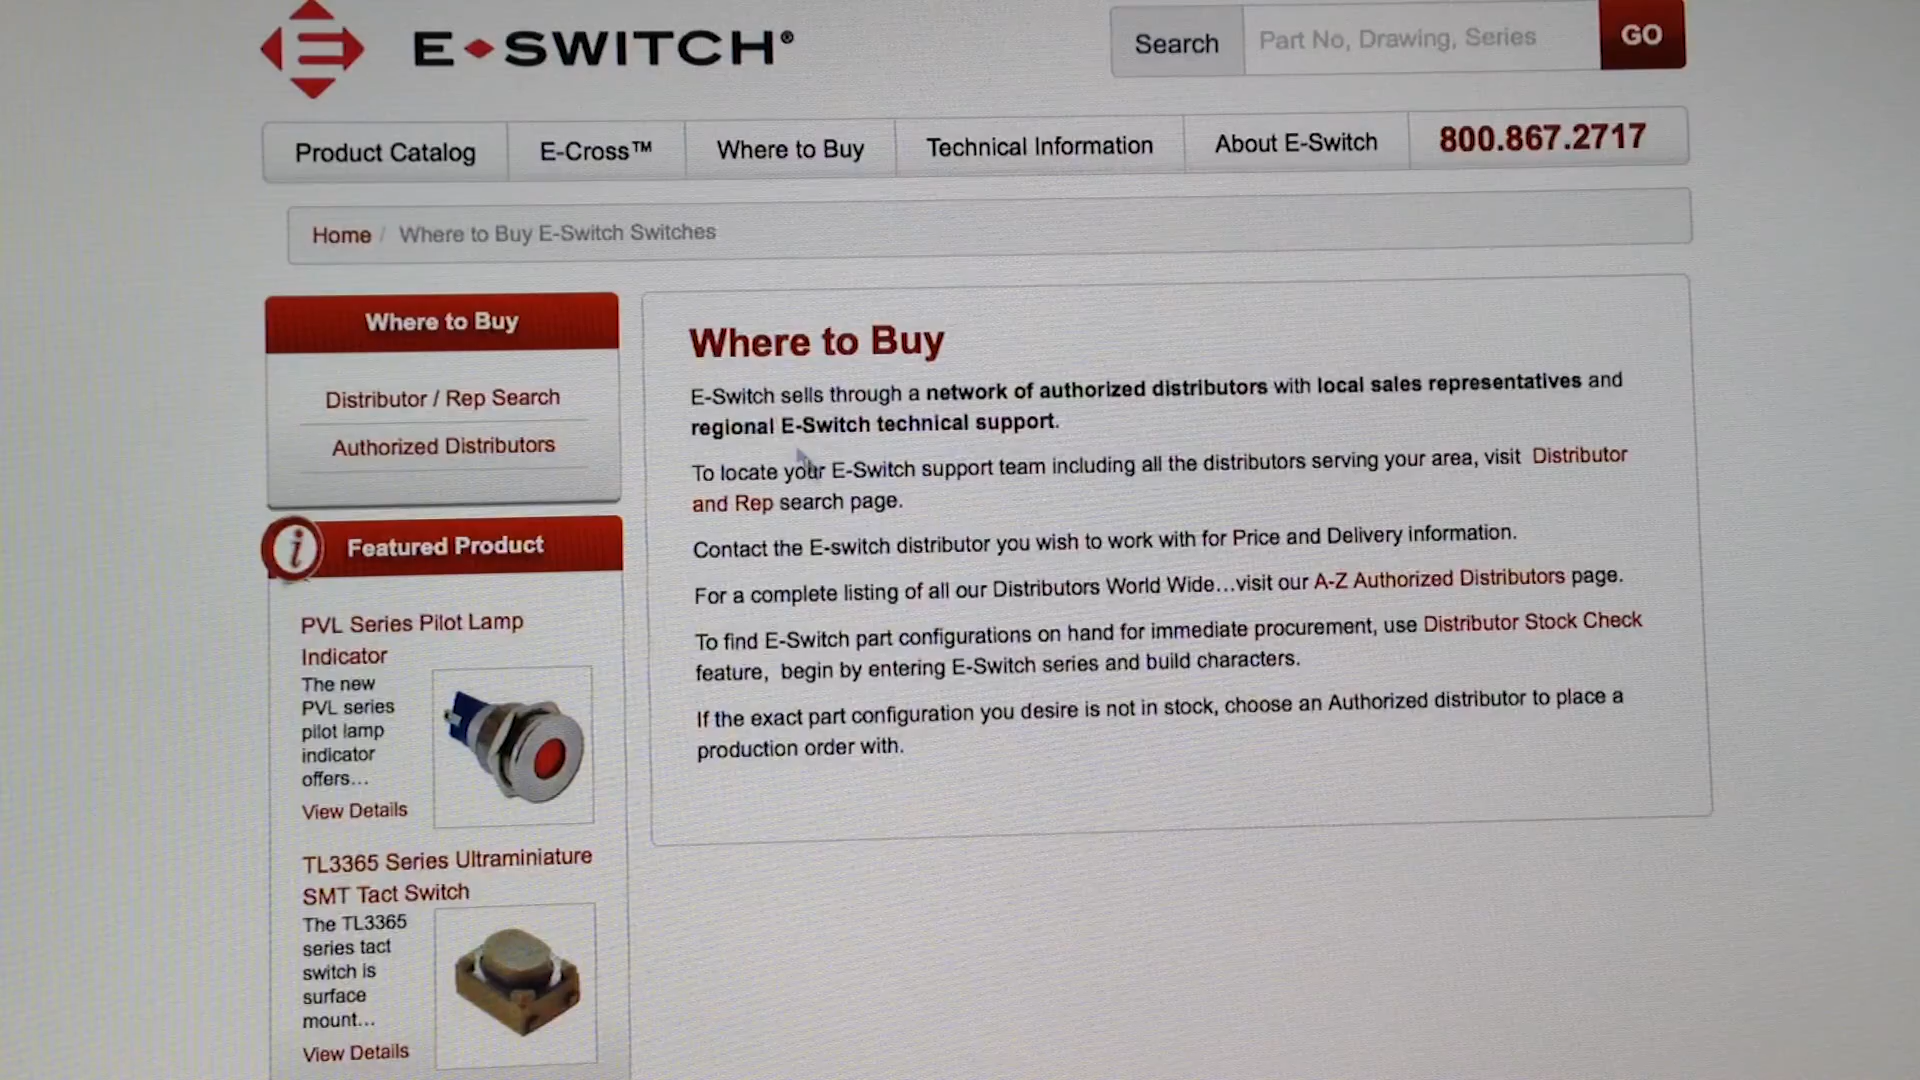 E SWITCH®
Search
Part No, Drawing, Series
GO
Product Catalog
E-Cross™
Where to Buy
Technical Information
About E-Switch
800.867.2717
Home / Where to Buy E-Switch Switches
Where to Buy
Distributor / Rep Search
Authorized Distributors
i Featured Product
PVL Series Pilot Lamp
Indicator
The new
PVL series
pilot lamp
indicator
offers...
View Details
TL3365 Series Ultraminiature
SMT Tact Switch
The TL3365
series tact
switch is
surface
mount...
View Details
Where to Buy
E-Switch sells through a network of authorized distributors with local sales representatives and
regional E-Switch technical support.
To locate your E-Switch support team including all the distributors serving your area, visit Distributor
and Rep search page.
Contact the E-switch distributor you wish to work with for Price and Delivery information.
For a complete listing of all our Distributors World Wide...visit our A-Z Authorized Distributors page.
To find E-Switch part configurations on hand for immediate procurement, use Distributor Stock Check
feature, begin by entering E-Switch series and build characters.
If the exact part configuration you desire is not in stock, choose an Authorized distributor to place a
production order with.